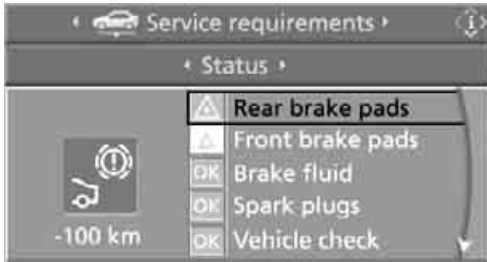 Service requirements
i
Status
Rear brake pads
Front brake pads
OK Brake fluid
OK Spark plugs
-100 km
OK Vehicle check